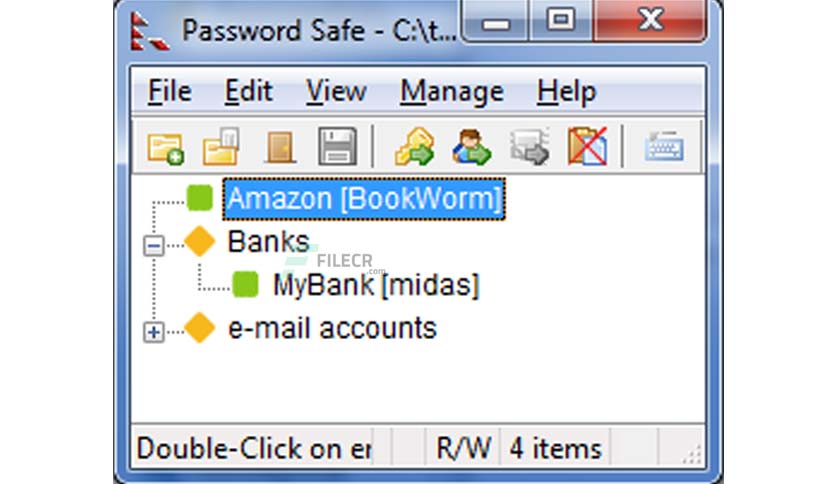 Password Safe - C:\t...
File Edit View Manage Help
Amazon [BookWorm]
Banks
FILECR
.com
MyBank [midas]
e-mail accounts
Double-Click on er R/W 4 items